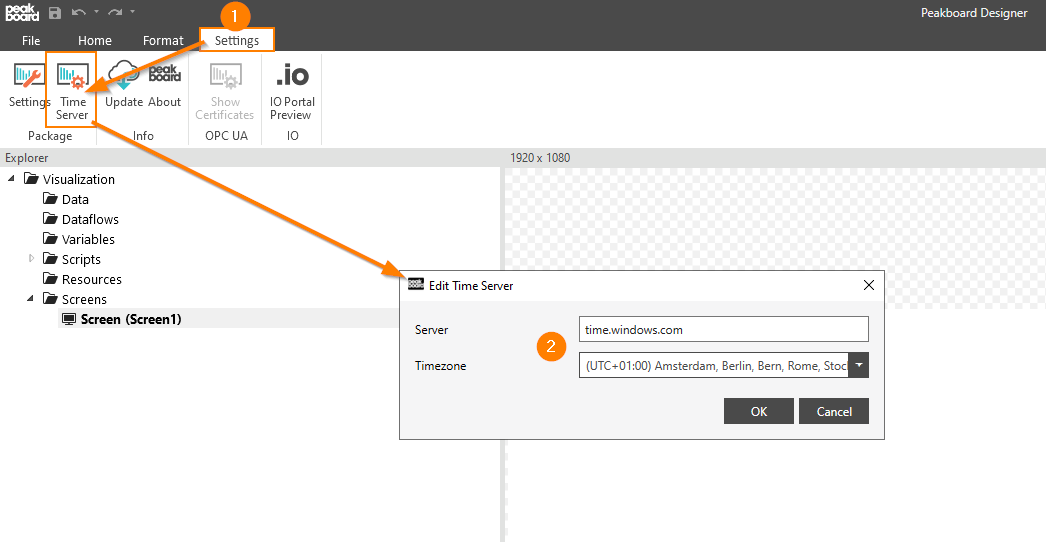 peak board
1
Peakboard Designer
File Home Format Settings
peak board
.io
Settings Time Server Update About Show Certificates IO Portal Preview
Package Info OPC UA IO
Explorer 1920 x 1080
Visualization
Data
Dataflows
Variables
Scripts
Resources
Screens
Screen (Screen1)
peak board Edit Time Server
Server time.windows.com
2
Timezone (UTC+01:00) Amsterdam, Berlin, Bern, Rome, Stoc
OK Cancel